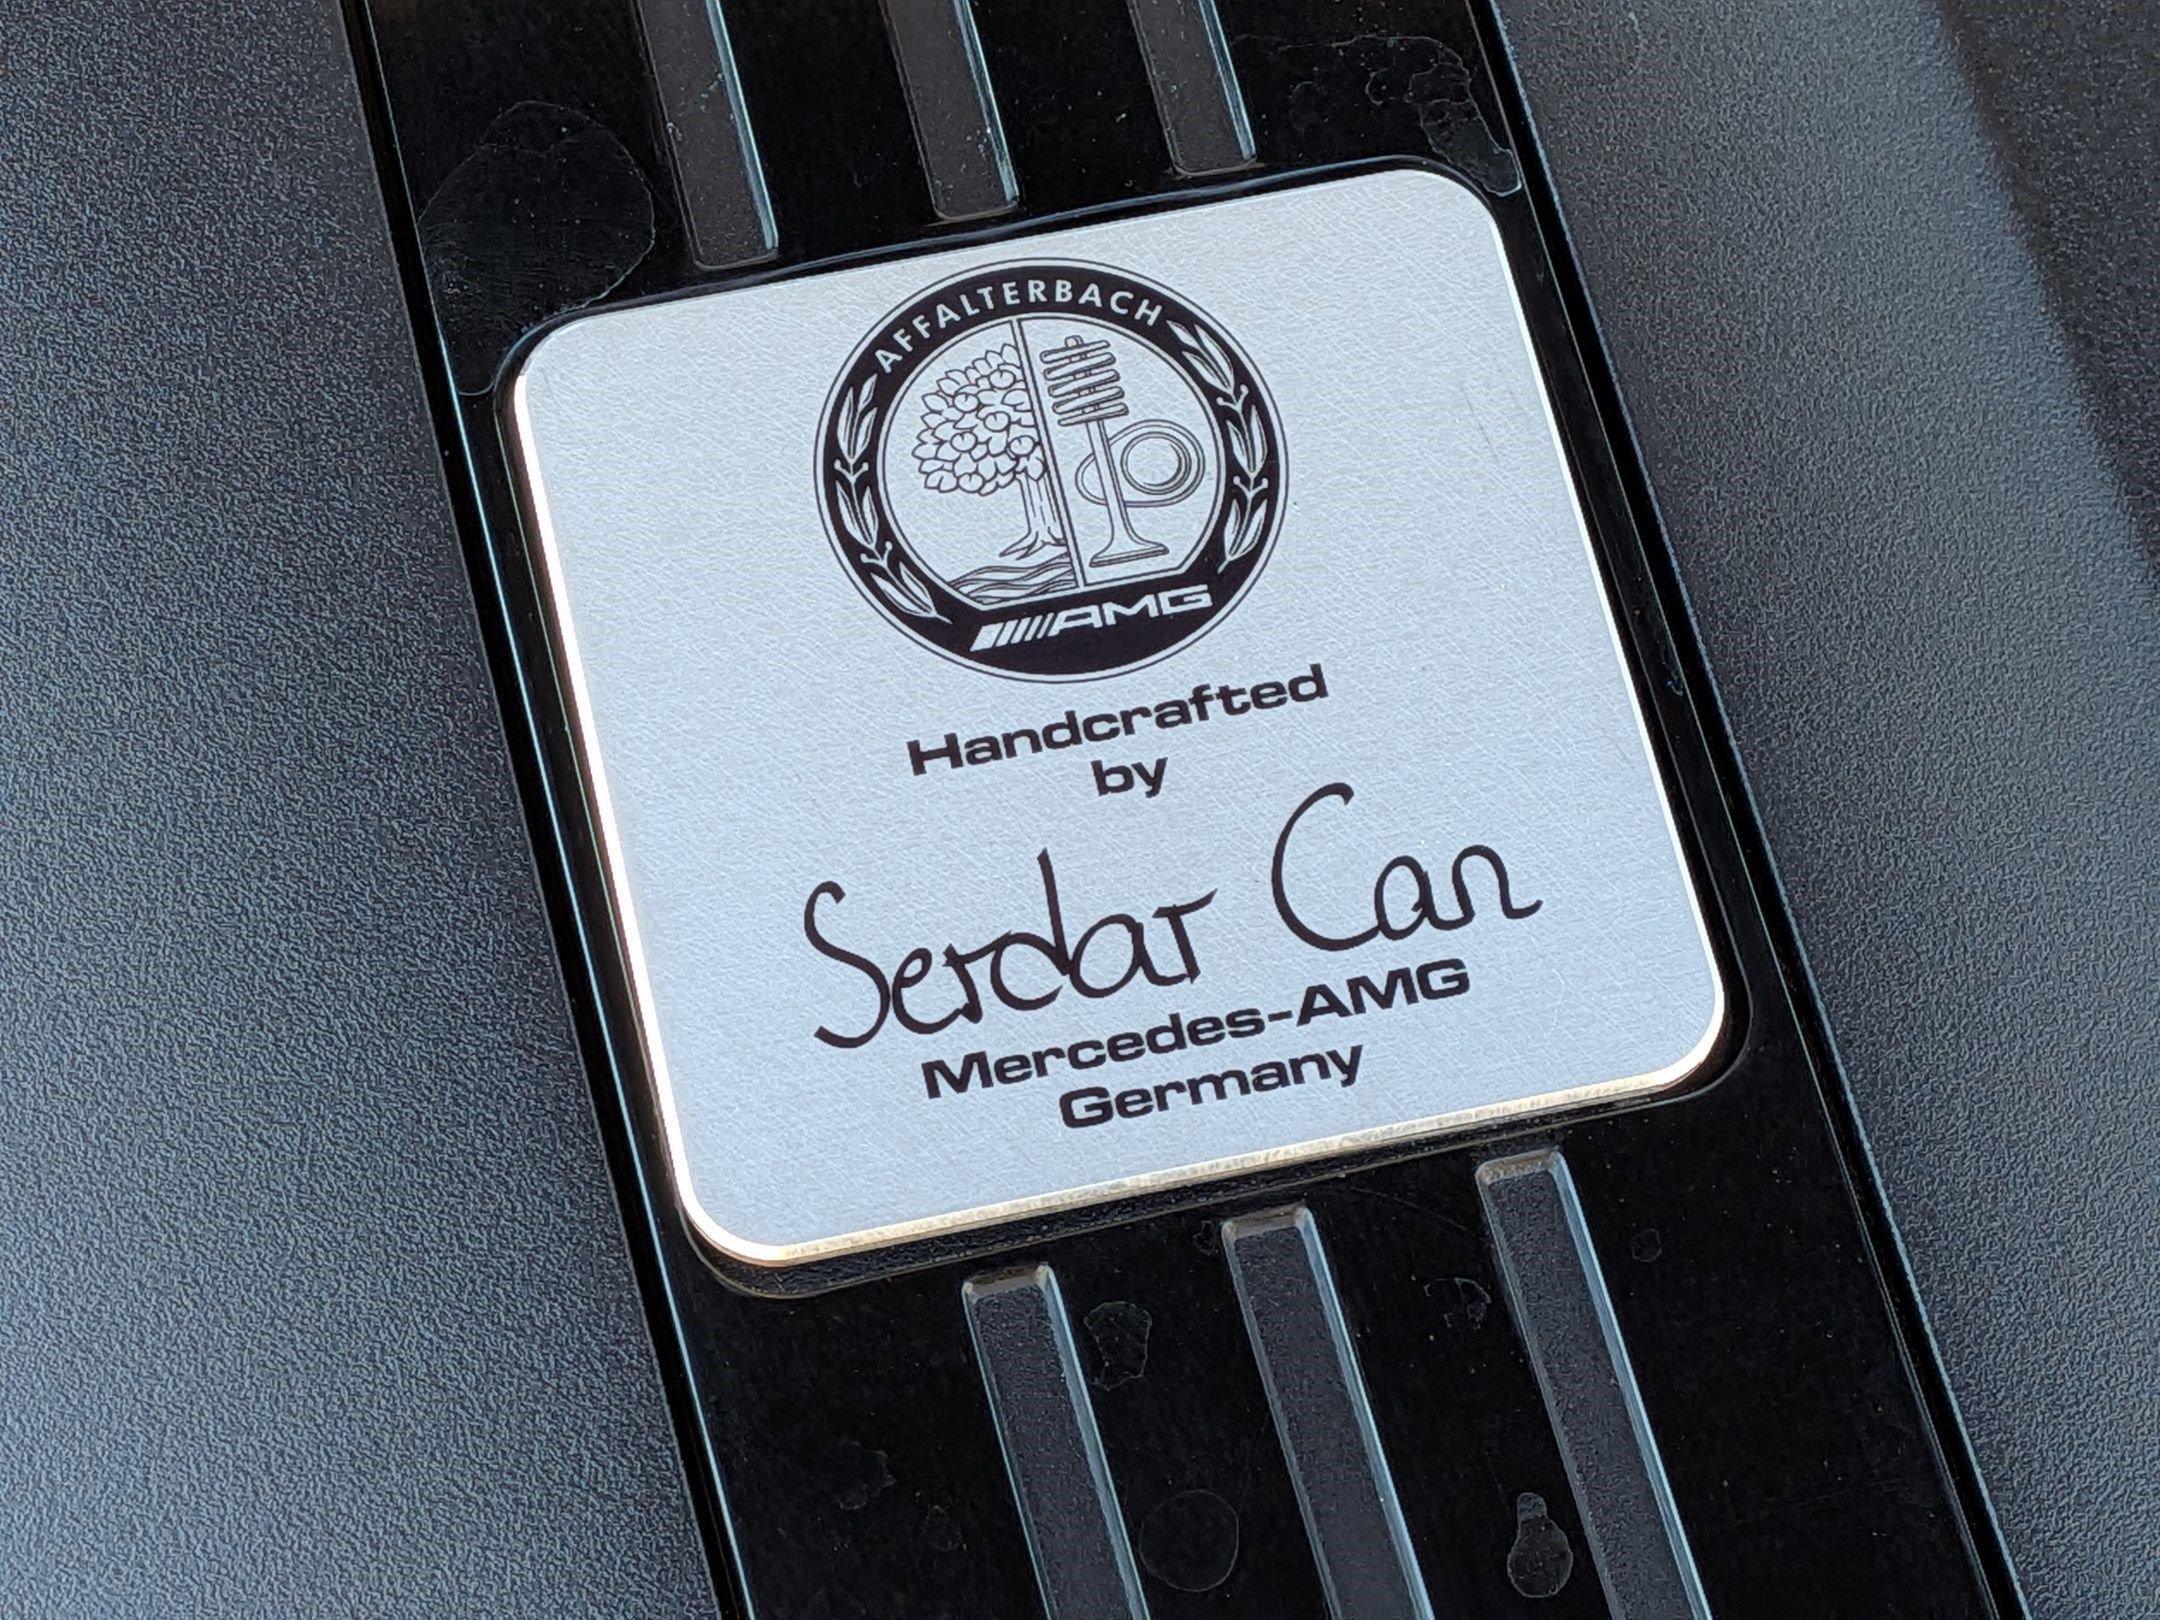 AFFALTERBACH
AMG
Handcrafted
by
Serdar Can
Mercedes-AMG
Germany